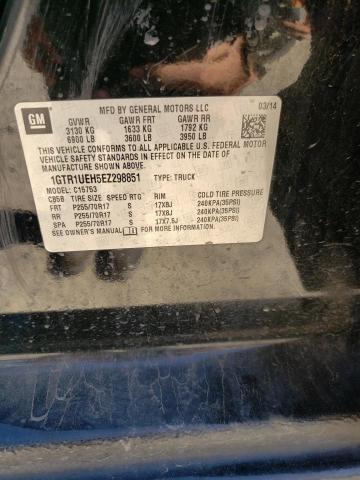 MFD BY GENERAL MOTORS LLC 03/14
GM GVWR GAWR FRT GAWR RR
3130 KG 1633 KG 1792 KG
6900 LB 3600 LB 3950 LB
THIS VEHICLE CONFORMS TO ALL APPLICABLE U.S. FEDERAL MOTOR
VEHICLE SAFETY
STANDARDS IN EFFECT ON THE DATE OF
MANUFACTURE SHOWN ABOVE.
1GTR1UEH5EZ298851 TYPE: TRUCK
MODEL: C15753
C85B TIRE SIZE SPEED RTG RIM COLD TIRE PRESSURE
FRT P255/70R17 S 17X8J 240KPA(35PSI)
RR P255/70R17 S 17X8J 240KPA(35PSI)
SPA P255/70R17 S 17X7.5J 240KPA(35PSI)
SEE OWNER'S MANUAL FOR MORE INFORMATION.